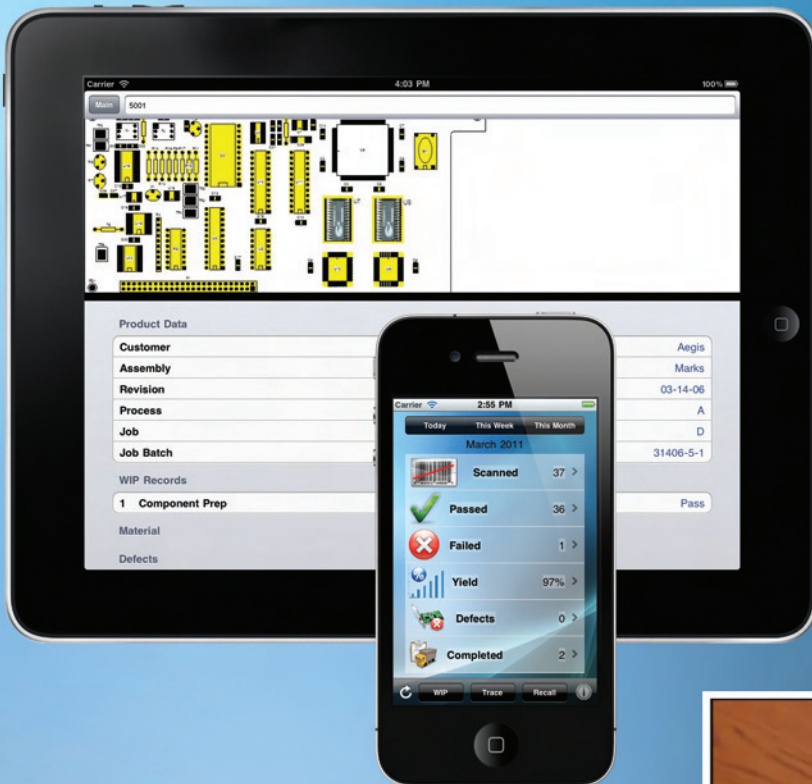 Carrier 4:03 PM 100%
Main 5001
U7 U8
Product Data
Customer Aegis
Assembly Marks
Revision 03-14-06
Process A
Job D
Job Batch 31406-5-1
WIP Records
1 Component Prep Pass
Material
Defects
Carrier 2:55 PM
Today This Week This Month
March 2011
Scanned 37
Passed 36
Failed 1
% Yield 97%
Defects 0
Completed 2
WIP Trace Recall